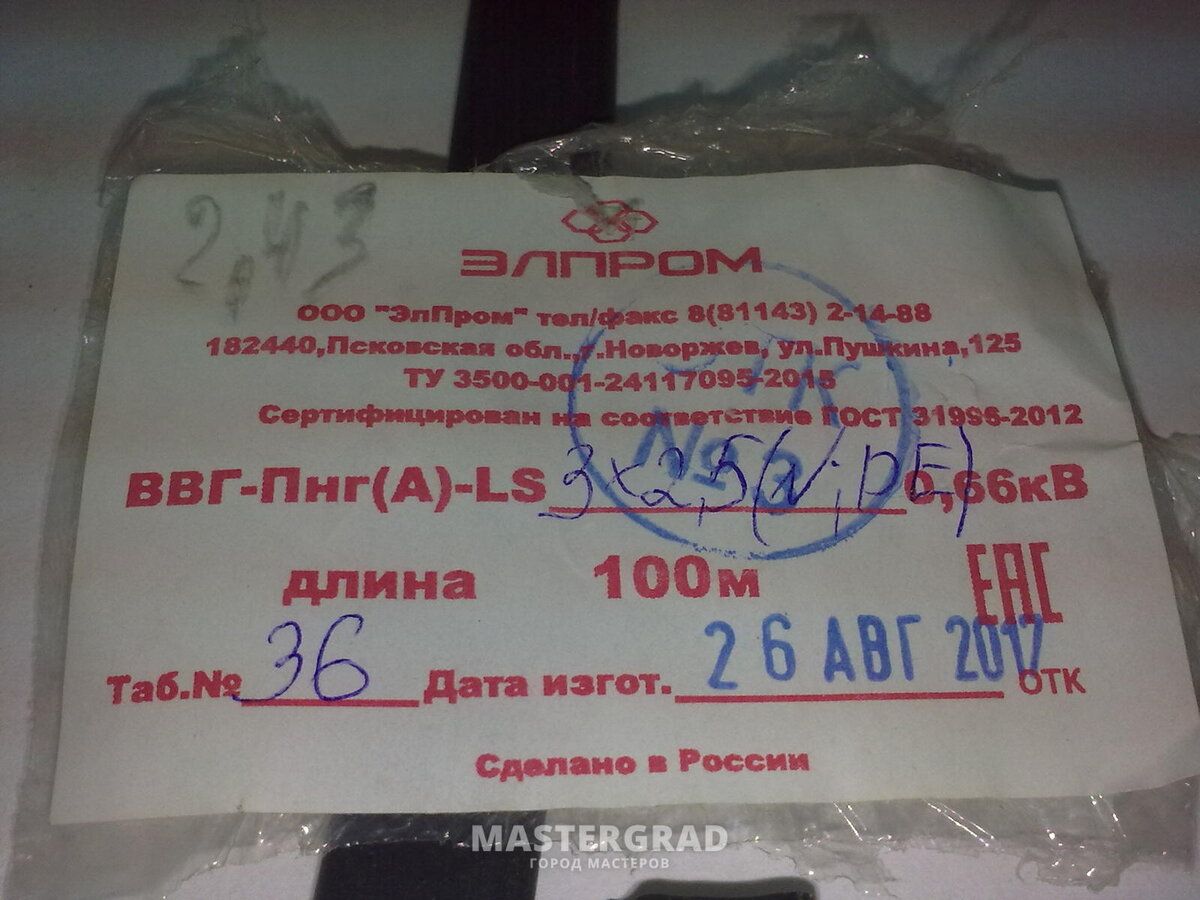 2,43
ЭЛПРОМ
ООО "ЭлПром" тел/факс 8(81143) 2-14-88
182440,Псковская обл.,г.Новоржев, ул.Пушкина,125
ТУ 3500-001-24117095-2015
Сертифицирован на соответствие ГОСТ 31996-2012
ВВГ-Пнг(А)-LS 3x2,5(N;PE) 0,66кВ
длина 100м
ЕАС
Таб.№ 36 Дата изгот. 26 АВГ 2017 ОТК
Сделано в России
MASTERGRAD
ГОРОД МАСТЕРОВ